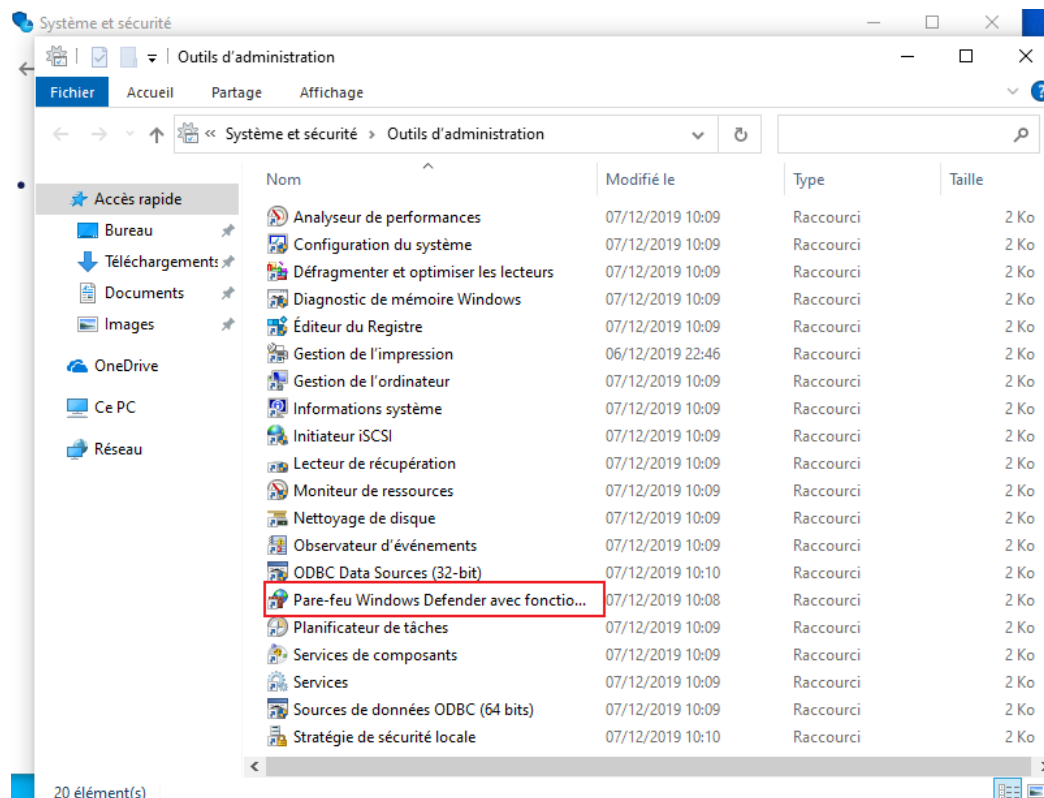 Système et sécurité
Outils d'administration
Fichier Accueil Partage Affichage
« Système et sécurité › Outils d'administration
Nom Modifié le Type Taille
Accès rapide
Bureau
Téléchargements
Documents
Images
OneDrive
Ce PC
Réseau
Analyseur de performances 07/12/2019 10:09 Raccourci 2 Ko
Configuration du système 07/12/2019 10:09 Raccourci 2 Ko
Défragmenter et optimiser les lecteurs 07/12/2019 10:09 Raccourci 2 Ko
Diagnostic de mémoire Windows 07/12/2019 10:09 Raccourci 2 Ko
Éditeur du Registre 07/12/2019 10:09 Raccourci 2 Ko
Gestion de l'impression 06/12/2019 22:46 Raccourci 2 Ko
Gestion de l'ordinateur 07/12/2019 10:09 Raccourci 2 Ko
Informations système 07/12/2019 10:09 Raccourci 2 Ko
Initiateur iSCSI 07/12/2019 10:09 Raccourci 2 Ko
Lecteur de récupération 07/12/2019 10:09 Raccourci 2 Ko
Moniteur de ressources 07/12/2019 10:09 Raccourci 2 Ko
Nettoyage de disque 07/12/2019 10:09 Raccourci 2 Ko
Observateur d'événements 07/12/2019 10:09 Raccourci 2 Ko
ODBC Data Sources (32-bit) 07/12/2019 10:10 Raccourci 2 Ko
Pare-feu Windows Defender avec fonctio... 07/12/2019 10:08 Raccourci 2 Ko
Planificateur de tâches 07/12/2019 10:09 Raccourci 2 Ko
Services de composants 07/12/2019 10:09 Raccourci 2 Ko
Services 07/12/2019 10:09 Raccourci 2 Ko
Sources de données ODBC (64 bits) 07/12/2019 10:09 Raccourci 2 Ko
Stratégie de sécurité locale 07/12/2019 10:10 Raccourci 2 Ko
20 élément(s)